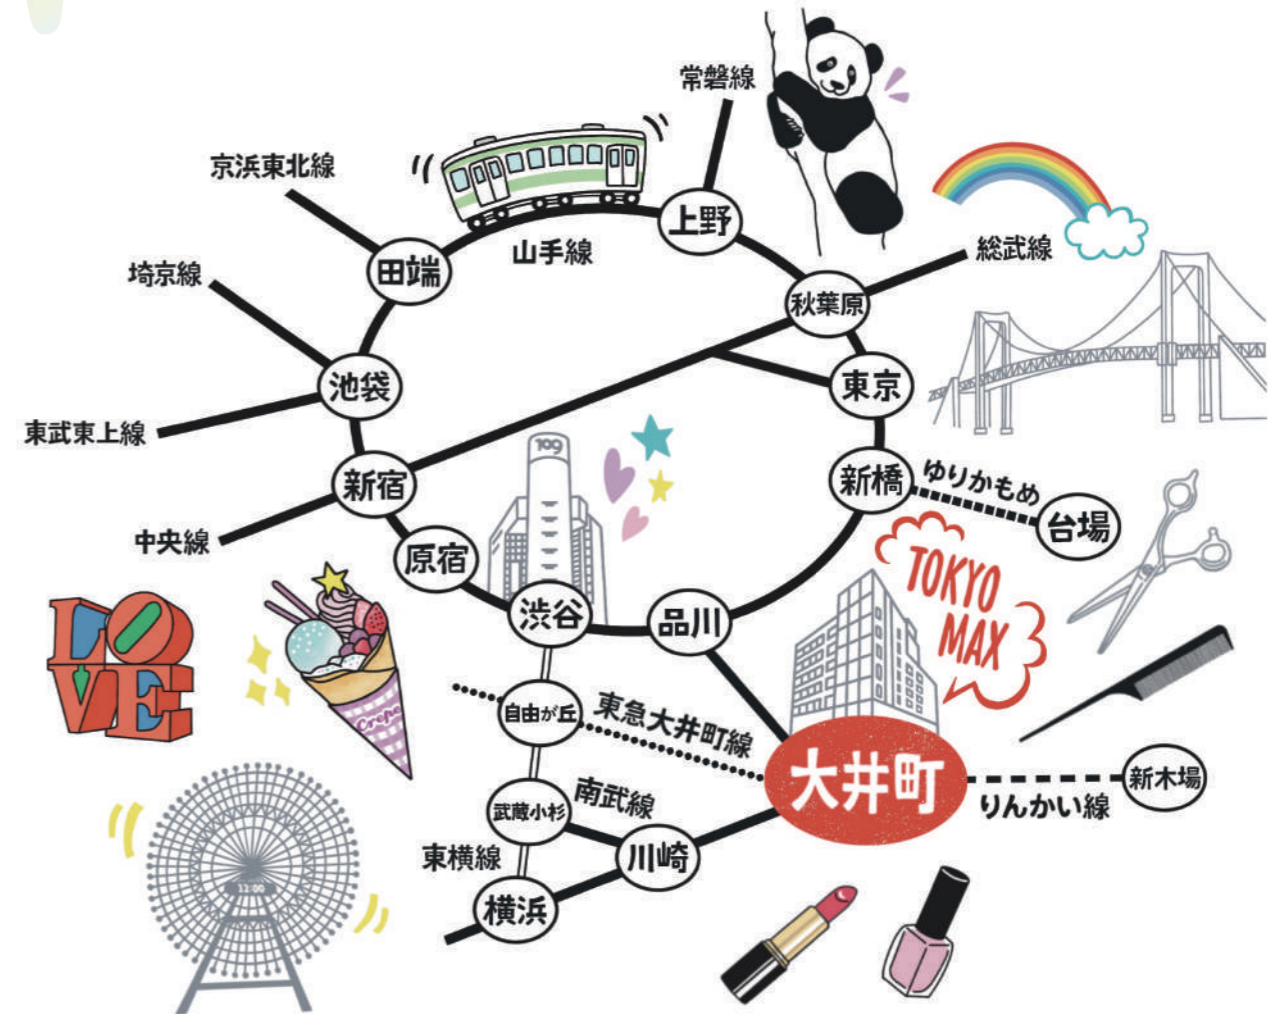 常磐線
京浜東北線
上野
山手線
田端
総武線
埼京線
秋葉原
池袋
東京
東武東上線
109
新宿
新橋
ゆりかもめ
台場
中央線
原宿
TOKYO
MAX
渋谷
品川
LOVE
Crepe
自由が丘
東急大井町線
大井町
新木場
りんかい線
武蔵小杉
南武線
東横線
川崎
12:00
横浜